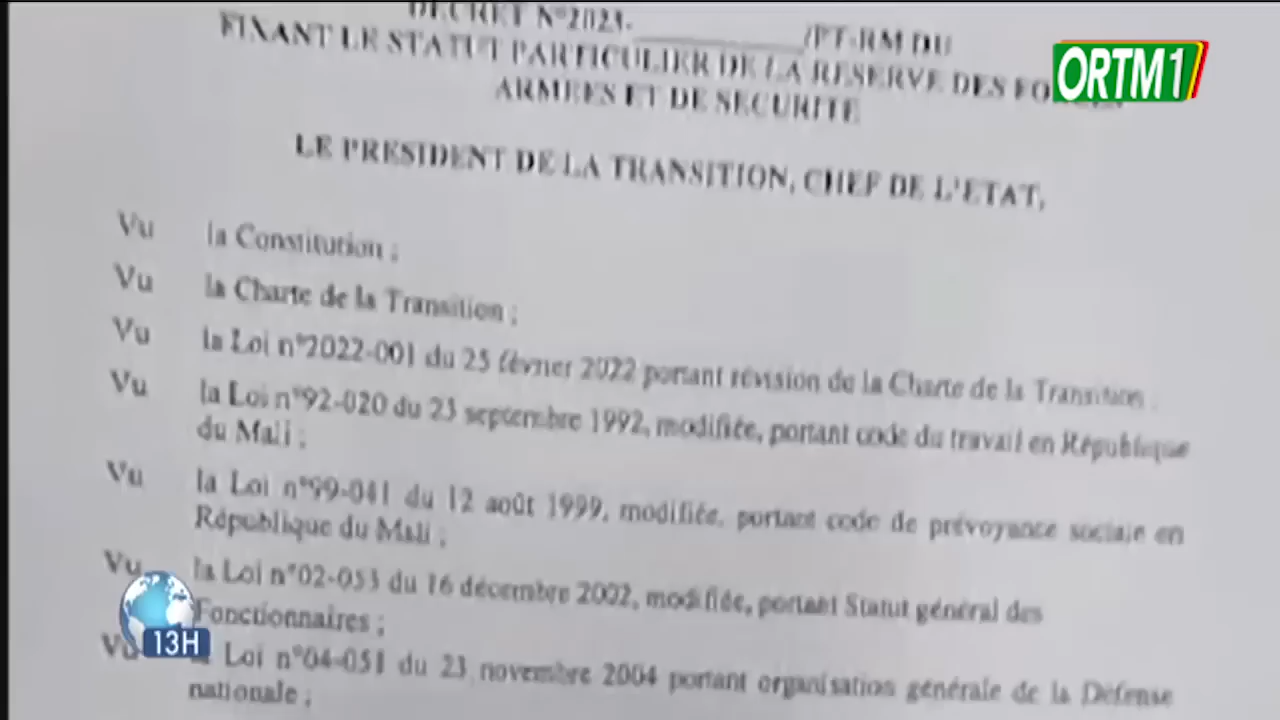 DECRET N°2023-__________/PT-RM DU
FIXANT LE STATUT PARTICULIER DE LA RESERVE DES FORCES
ORTM1
ARMEES ET DE SECURITE
LE PRESIDENT DE LA TRANSITION, CHEF DE L'ETAT,
Vu la Constitution ;
Vu la Charte de la Transition ;
Vu la Loi n°2022-001 du 25 février 2022 portant révision de la Charte de la Transition ;
Vu la Loi n°92-020 du 23 septembre 1992, modifiée, portant code du travail en République
du Mali ;
Vu la Loi n°99-041 du 12 août 1999, modifiée, portant code de prévoyance sociale en
République du Mali ;
Vu la Loi n°02-053 du 16 décembre 2002, modifiée, portant Statut général des
Fonctionnaires ;
13H
Vu la Loi n°04-051 du 23 novembre 2004 portant organisation générale de la Défense
nationale ;